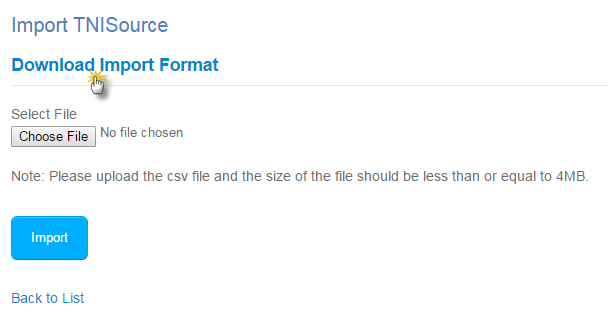 Import TNISource
Download Import Format
Select File
Choose File No file chosen
Note: Please upload the csv file and the size of the file should be less than or equal to 4MB.
Import
Back to List